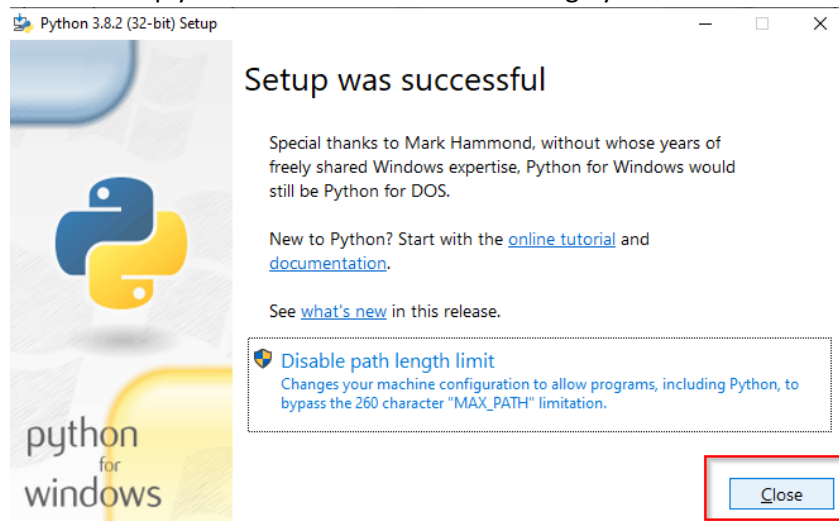 Python 3.8.2 (32-bit) Setup
Setup was successful
Special thanks to Mark Hammond, without whose years of
freely shared Windows expertise, Python for Windows would
still be Python for DOS.
New to Python? Start with the online tutorial and
documentation.
See what's new in this release.
Disable path length limit
Changes your machine configuration to allow programs, including Python, to
bypass the 260 character "MAX_PATH" limitation.
python
for
windows
Close